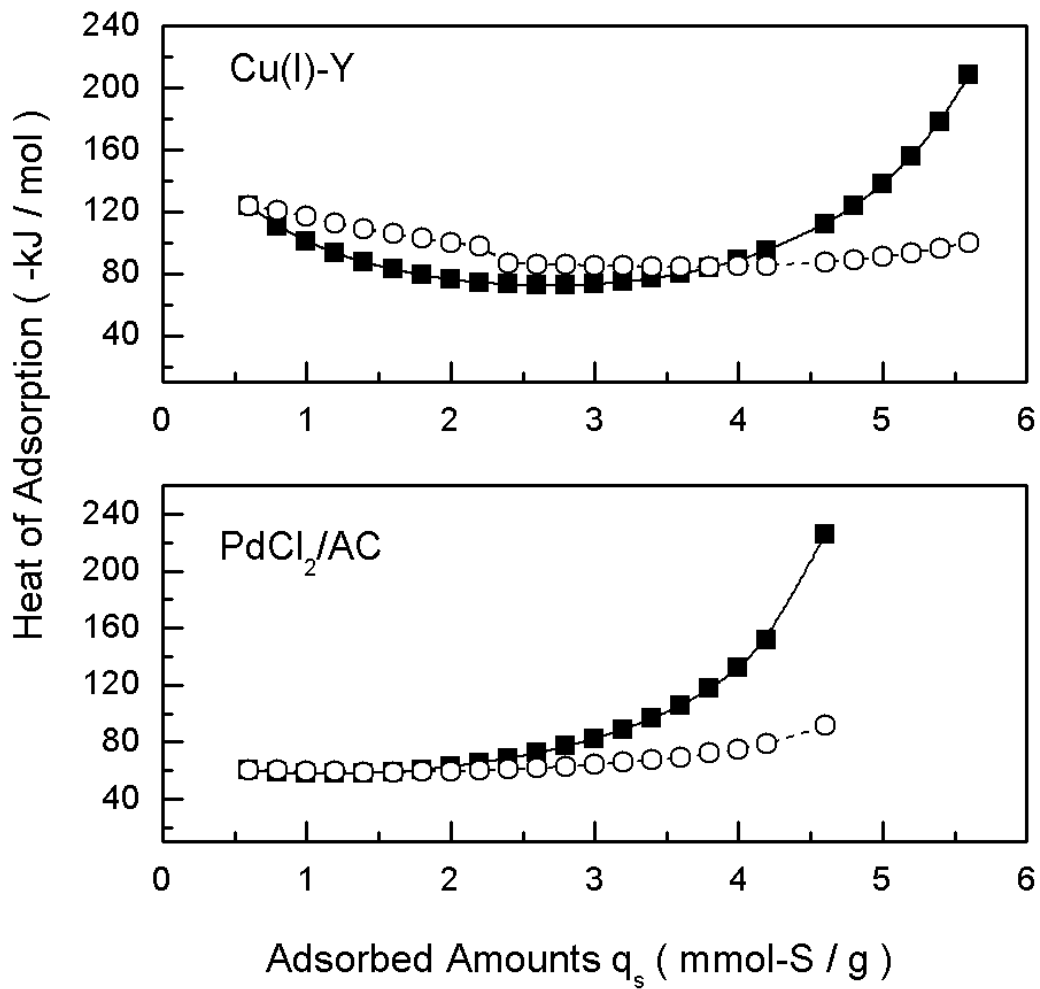 Heat of Adsorption ( -kJ / mol )
240
200
160
120
80
40
Cu(I)-Y
0 1 2 3 4 5 6
240
200
160
120
80
40
PdCl₂/AC
0 1 2 3 4 5 6
Adsorbed Amounts qₛ ( mmol-S / g )